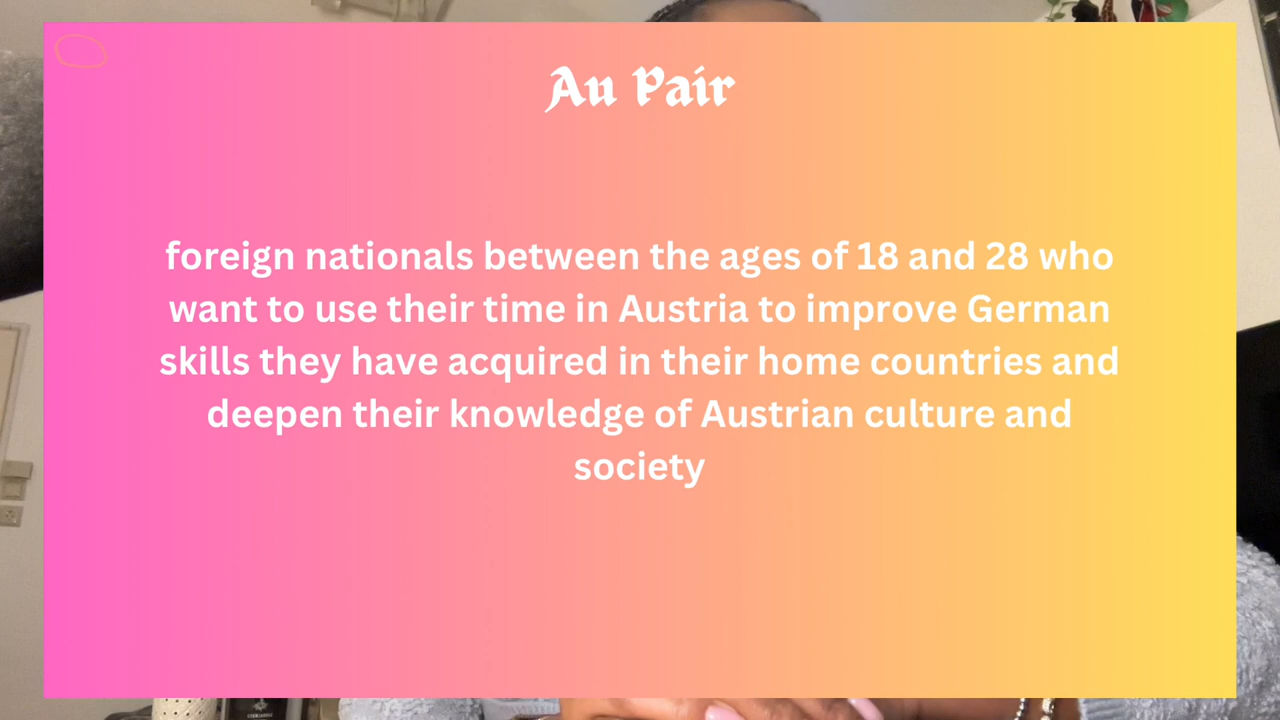 Au Pair
foreign nationals between the ages of 18 and 28 who
want to use their time in Austria to improve German
skills they have acquired in their home countries and
deepen their knowledge of Austrian culture and
society